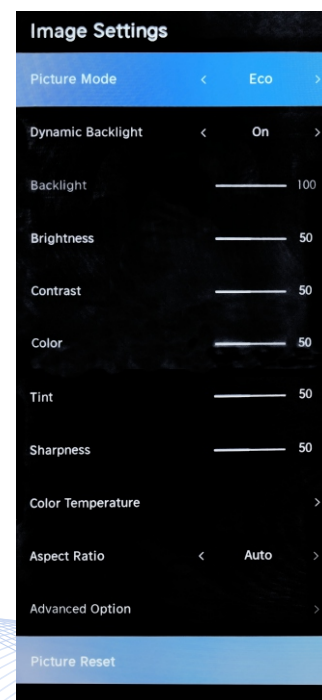 Image Settings
Picture Mode < Eco >
Dynamic Backlight < On >
Backlight 100
Brightness 50
Contrast 50
Color 50
Tint 50
Sharpness 50
Color Temperature >
Aspect Ratio < Auto >
Advanced Option >
Picture Reset